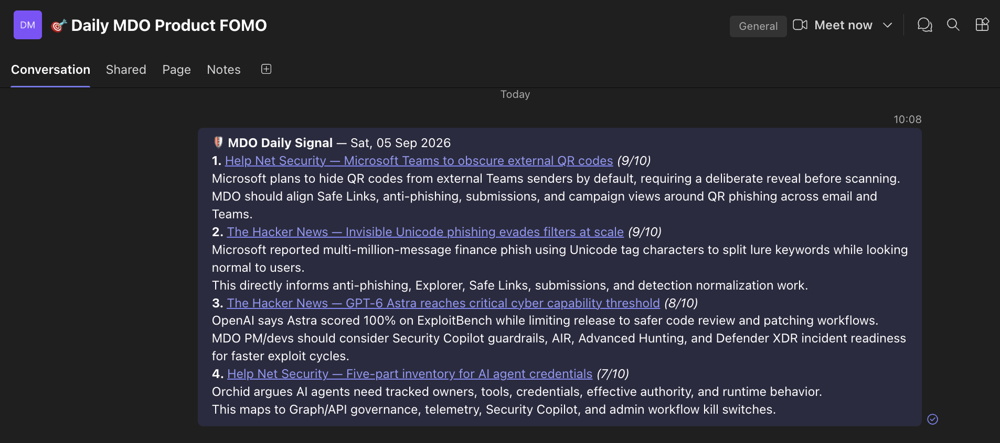 DM
🎯 Daily MDO Product FOMO
General
Meet now
Conversation Shared Page Notes
Today
10:08
MDO Daily Signal — Sat, 05 Sep 2026
1. Help Net Security — Microsoft Teams to obscure external QR codes (9/10)
Microsoft plans to hide QR codes from external Teams senders by default, requiring a deliberate reveal before scanning.
MDO should align Safe Links, anti-phishing, submissions, and campaign views around QR phishing across email and
Teams.
2. The Hacker News — Invisible Unicode phishing evades filters at scale (9/10)
Microsoft reported multi-million-message finance phish using Unicode tag characters to split lure keywords while looking
normal to users.
This directly informs anti-phishing, Explorer, Safe Links, submissions, and detection normalization work.
3. The Hacker News — GPT-6 Astra reaches critical cyber capability threshold (8/10)
OpenAI says Astra scored 100% on ExploitBench while limiting release to safer code review and patching workflows.
MDO PM/devs should consider Security Copilot guardrails, AIR, Advanced Hunting, and Defender XDR incident readiness
for faster exploit cycles.
4. Help Net Security — Five-part inventory for AI agent credentials (7/10)
Orchid argues AI agents need tracked owners, tools, credentials, effective authority, and runtime behavior.
This maps to Graph/API governance, telemetry, Security Copilot, and admin workflow kill switches.